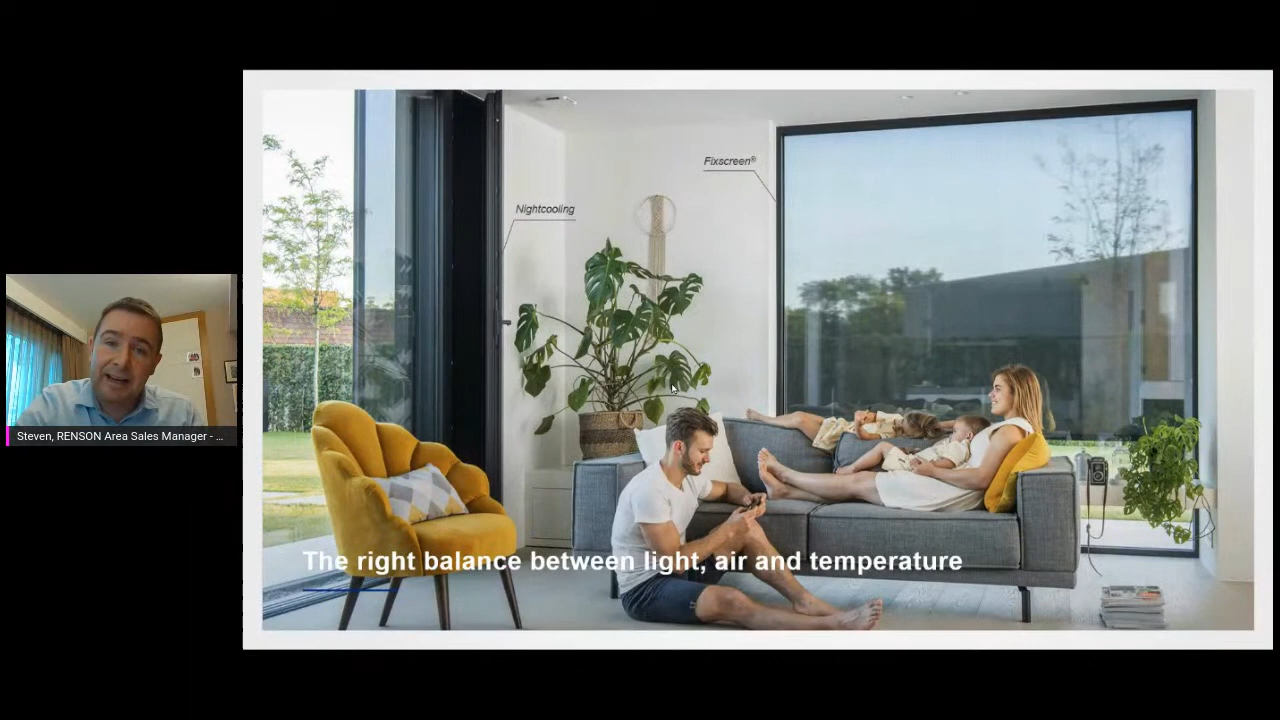 Fixscreen®
Nightcooling
Steven, RENSON Area Sales Manager - ...
The right balance between light, air and temperature